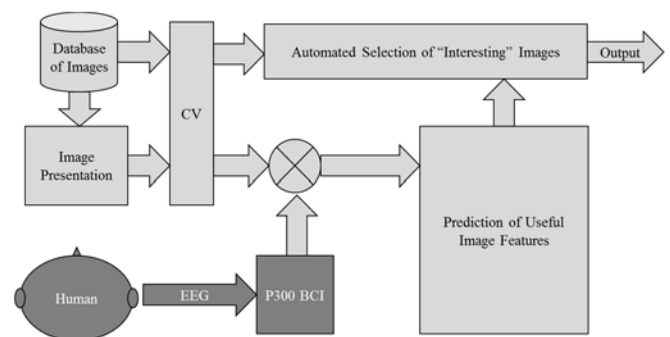 Database
of Images
CV
Automated Selection of “Interesting” Images
Output
Image
Presentation
Prediction of Useful
Image Features
Human
EEG
P300 BCI